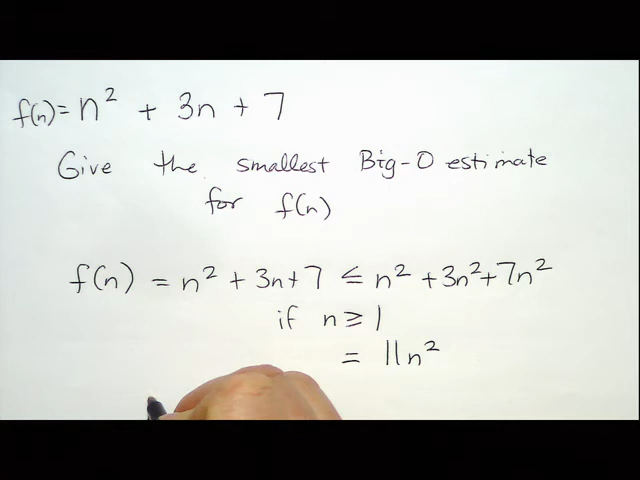 f(n) = n² + 3n + 7
Give the smallest Big-O estimate
for f(n)
f(n) = n² + 3n + 7 ≤ n² + 3n² + 7n²
if n ≥ 1
= 11n²